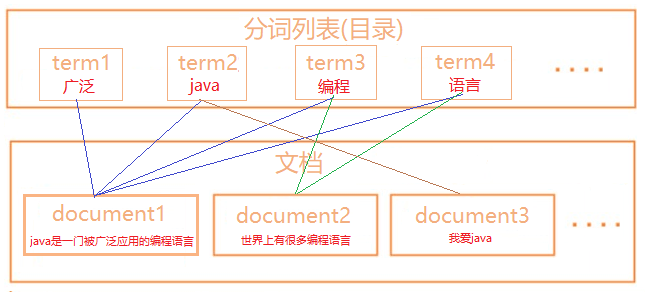 分词列表(目录)
term1 term2 term3 term4
广泛 java 编程 语言 ....
文档
document1 document2 document3
java是一门被广泛应用的编程语言 世界上有很多编程语言 我爱java ....